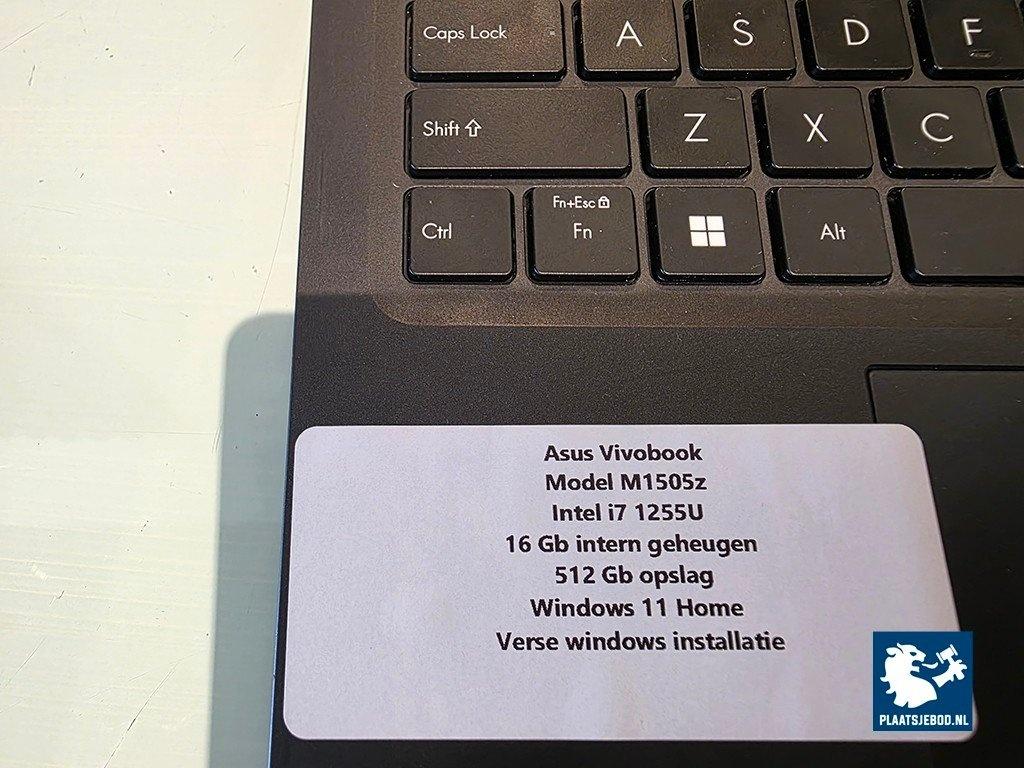 Caps Lock A S D F
Shift Z X C
Fn+Esc
Ctrl Fn Alt
Asus Vivobook
Model M1505z
Intel i7 1255U
16 Gb intern geheugen
512 Gb opslag
Windows 11 Home
Verse windows installatie
PLAATSJEBOD.NL